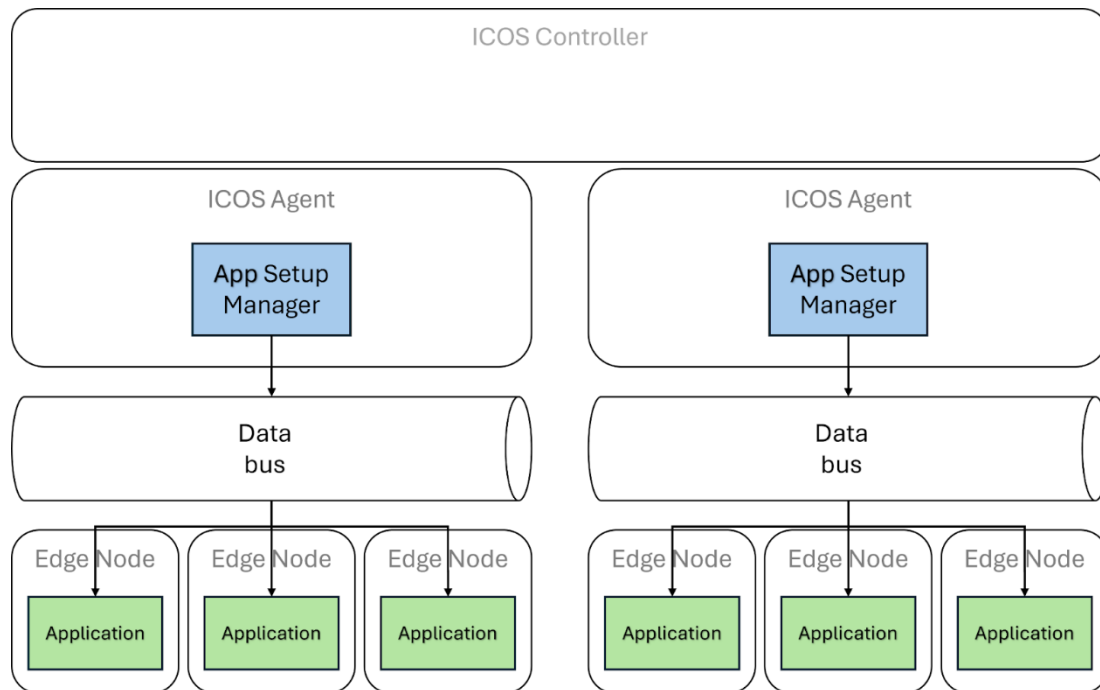 ICOS Controller
ICOS Agent
ICOS Agent
App Setup
Manager
App Setup
Manager
Data
bus
Data
bus
Edge Node
Edge Node
Edge Node
Edge Node
Edge Node
Edge Node
Application
Application
Application
Application
Application
Application